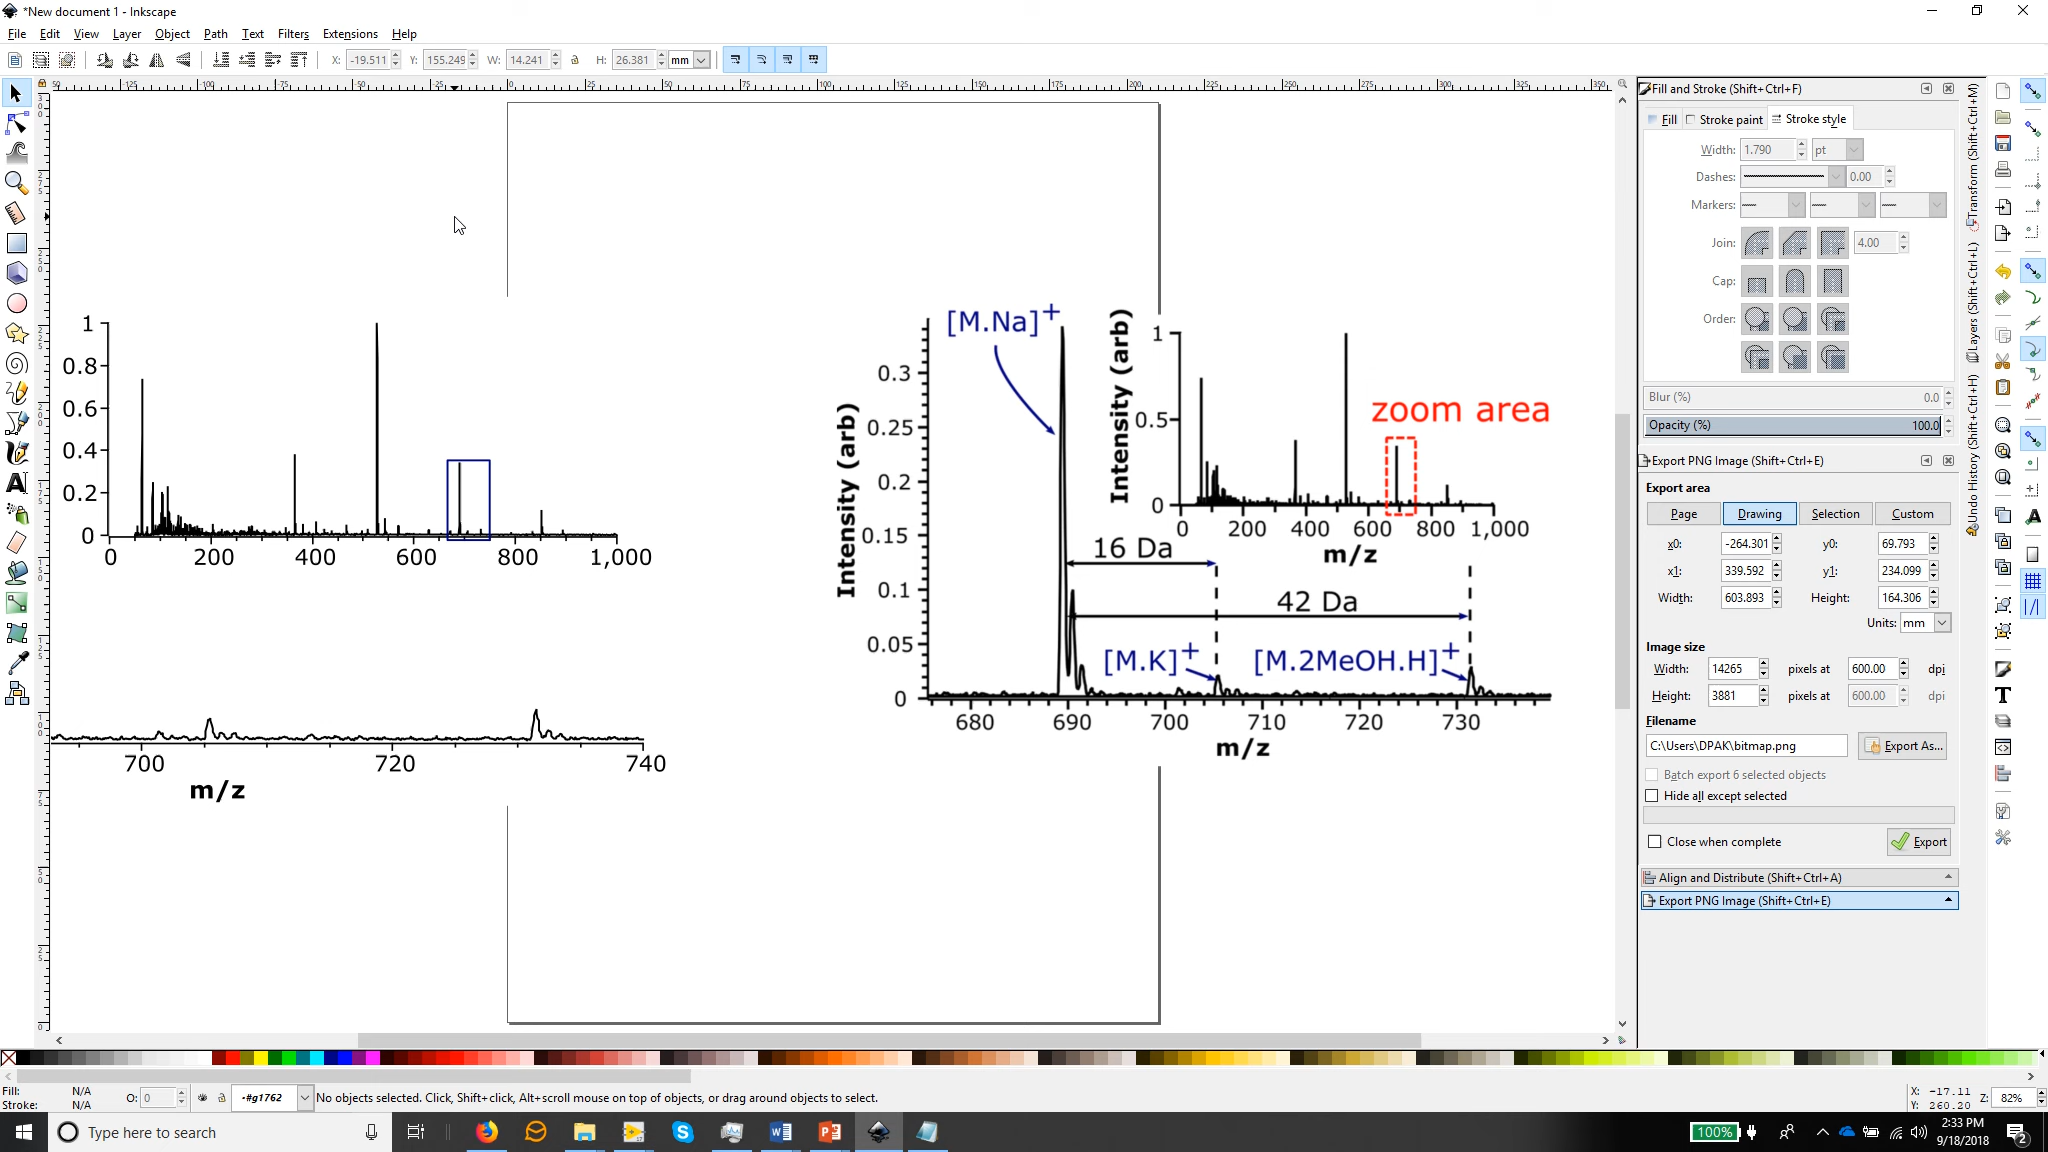 *New document 1 - Inkscape
File Edit View Layer Object Path Text Filters Extensions Help
X: -19.511 Y: 155.249 W: 14.241 H: 26.381 mm
Fill and Stroke (Shift+Ctrl+F)
Fill Stroke paint Stroke style
Width: 1.790 pt
Dashes: 0.00
Markers:
Join: 4.00
Cap:
Order:
Blur (%) 0.0
Opacity (%) 100.0
Export PNG Image (Shift+Ctrl+E)
Export area
Page Drawing Selection Custom
x0: -264.301 y0: 69.793
x1: 339.592 y1: 234.099
Width: 603.893 Height: 164.306
Units: mm
Image size
Width: 14265 pixels at 600.00 dpi
Height: 3881 pixels at 600.00 dpi
Filename
C:\Users\DPAK\bitmap.png Export As...
Batch export 6 selected objects
Hide all except selected
Close when complete Export
Align and Distribute (Shift+Ctrl+A)
Export PNG Image (Shift+Ctrl+E)
Transform (Shift+Ctrl+M)
Layers (Shift+Ctrl+L)
Undo History (Shift+Ctrl+H)
1
0.8
0.6
0.4
0.2
0
0 200 400 600 800 1,000
700 720 740
m/z
[M.Na]+
Intensity (arb)
0.3
0.25
0.2
0.15
0.1
0.05
0
680 690 700 710 720 730
m/z
Intensity (arb)
1
0.5
0
0 200 400 600 800 1,000
m/z
zoom area
16 Da
42 Da
[M.K]+ [M.2MeOH.H]+
Fill: N/A
Stroke: N/A
O: 0
-#g1762
No objects selected. Click, Shift+click, Alt+scroll mouse on top of objects, or drag around objects to select.
X: -17.11
Y: 260.20
Z: 82%
Type here to search
100%
2:33 PM
9/18/2018
2